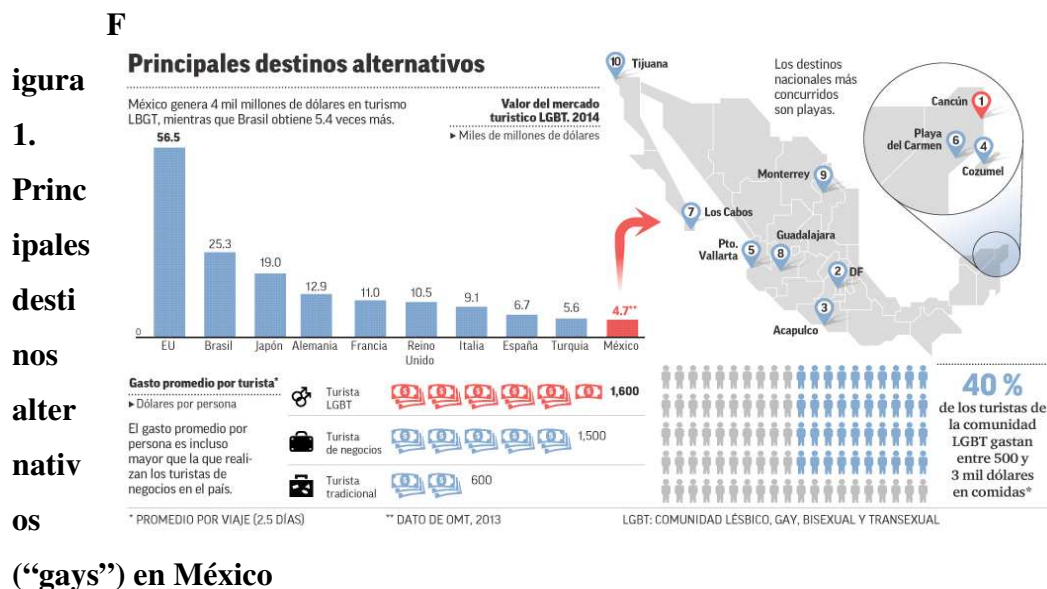 F
igura
1.
Princ
ipales
desti
nos
alter
nativ
os
(“gays”) en México
Principales destinos alternativos
México genera 4 mil millones de dólares en turismo
LBGT, mientras que Brasil obtiene 5.4 veces más.
Valor del mercado
turistico LGBT. 2014
▸ Miles de millones de dólares
56.5
25.3
19.0
12.9
11.0
10.5
9.1
6.7
5.6
4.7**
0
EU
Brasil
Japón
Alemania
Francia
Reino
Unido
Italia
España
Turquia
México
10 Tijuana
Los destinos
nacionales más
concurridos
son playas.
Cancún 1
Playa
del Carmen
6
4
Cozumel
Monterrey 9
7 Los Cabos
Pto.
Vallarta
5
Guadalajara
8
2 DF
3
Acapulco
Gasto promedio por turista*
▸ Dólares por persona
El gasto promedio por
persona es incluso
mayor que la que reali-
zan los turistas de
negocios en el país.
Turista
LGBT
1,600
Turista
de negocios
1,500
Turista
tradicional
600
40 %
de los turistas de
la comunidad
LGBT gastan
entre 500 y
3 mil dólares
en comidas*
* PROMEDIO POR VIAJE (2.5 DÍAS)
** DATO DE OMT, 2013
LGBT: COMUNIDAD LÉSBICO, GAY, BISEXUAL Y TRANSEXUAL